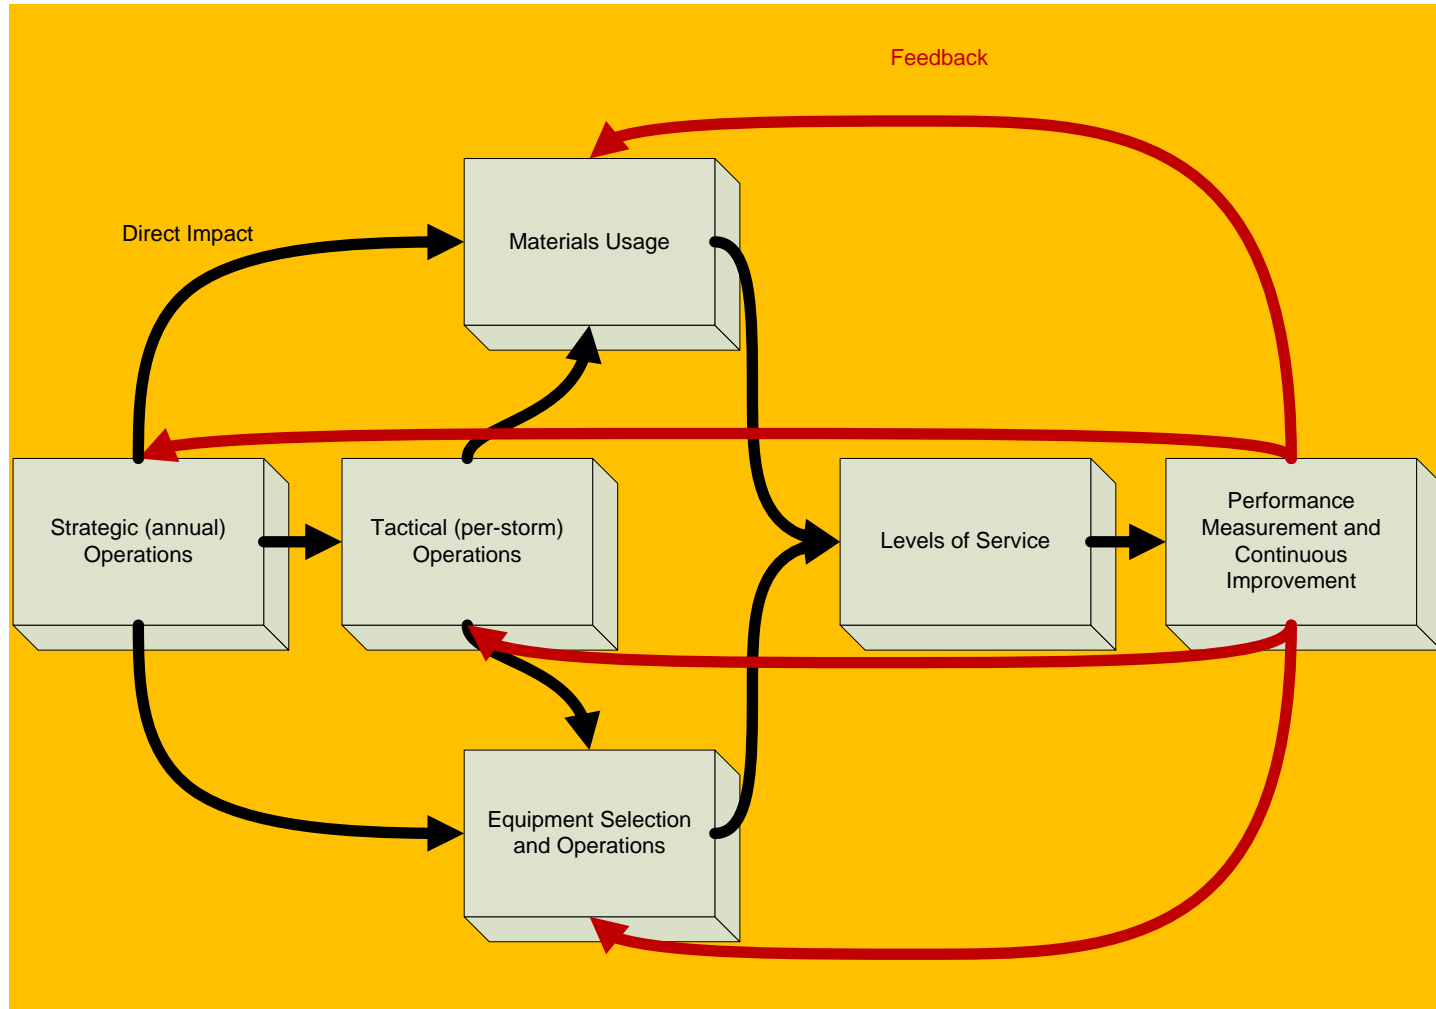 Feedback
Direct Impact
Materials Usage
Strategic (annual)
Operations
Tactical (per-storm)
Operations
Levels of Service
Performance
Measurement and
Continuous
Improvement
Equipment Selection
and Operations